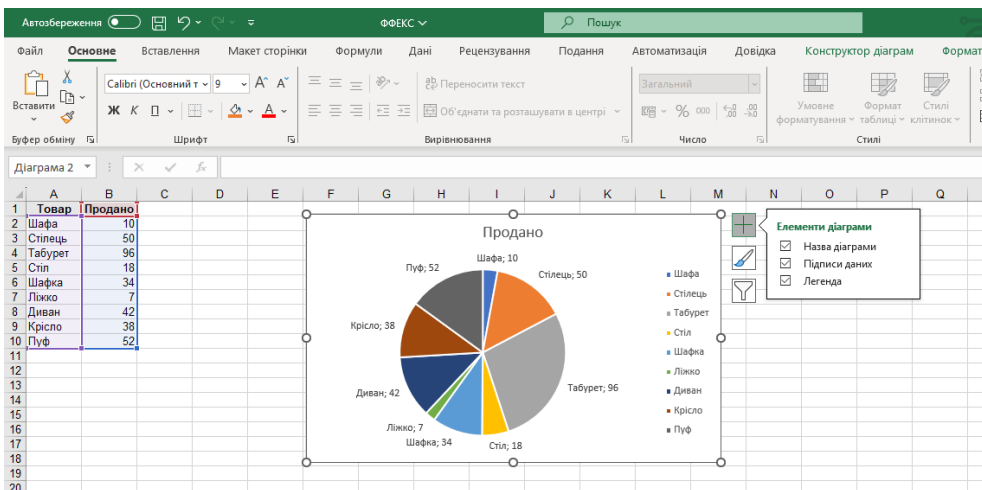 Автозбереження ФФЕКС Пошук
Файл Основне Вставлення Макет сторінки Формули Дані Рецензування Подання Автоматизація Довідка Конструктор діаграм Формат
Вставити Calibri (Основний т 9 А А Переносити текст Загальний Умовне Формат Стилі
Ж К П А Об'єднати та розташувати в центрі % 000 форматування таблиці клітинок
Буфер обміну Шрифт Вирівнювання Число Стилі
Діаграма 2 fx
A B C D E F G H I J K L M N O P Q
1 Товар Продано
2 Шафа 10
3 Стілець 50
4 Табурет 96
5 Стіл 18
6 Шафка 34
7 Ліжко 7
8 Диван 42
9 Крісло 38
10 Пуф 52
11
12
13
14
15
16
17
18
19
20
Продано
Шафа; 10
Стілець; 50
Табурет; 96
Стіл; 18
Шафка; 34
Ліжко; 7
Диван; 42
Крісло; 38
Пуф; 52
Шафа
Стілець
Табурет
Стіл
Шафка
Ліжко
Диван
Крісло
Пуф
Елементи діаграми
Назва діаграми
Підписи даних
Легенда